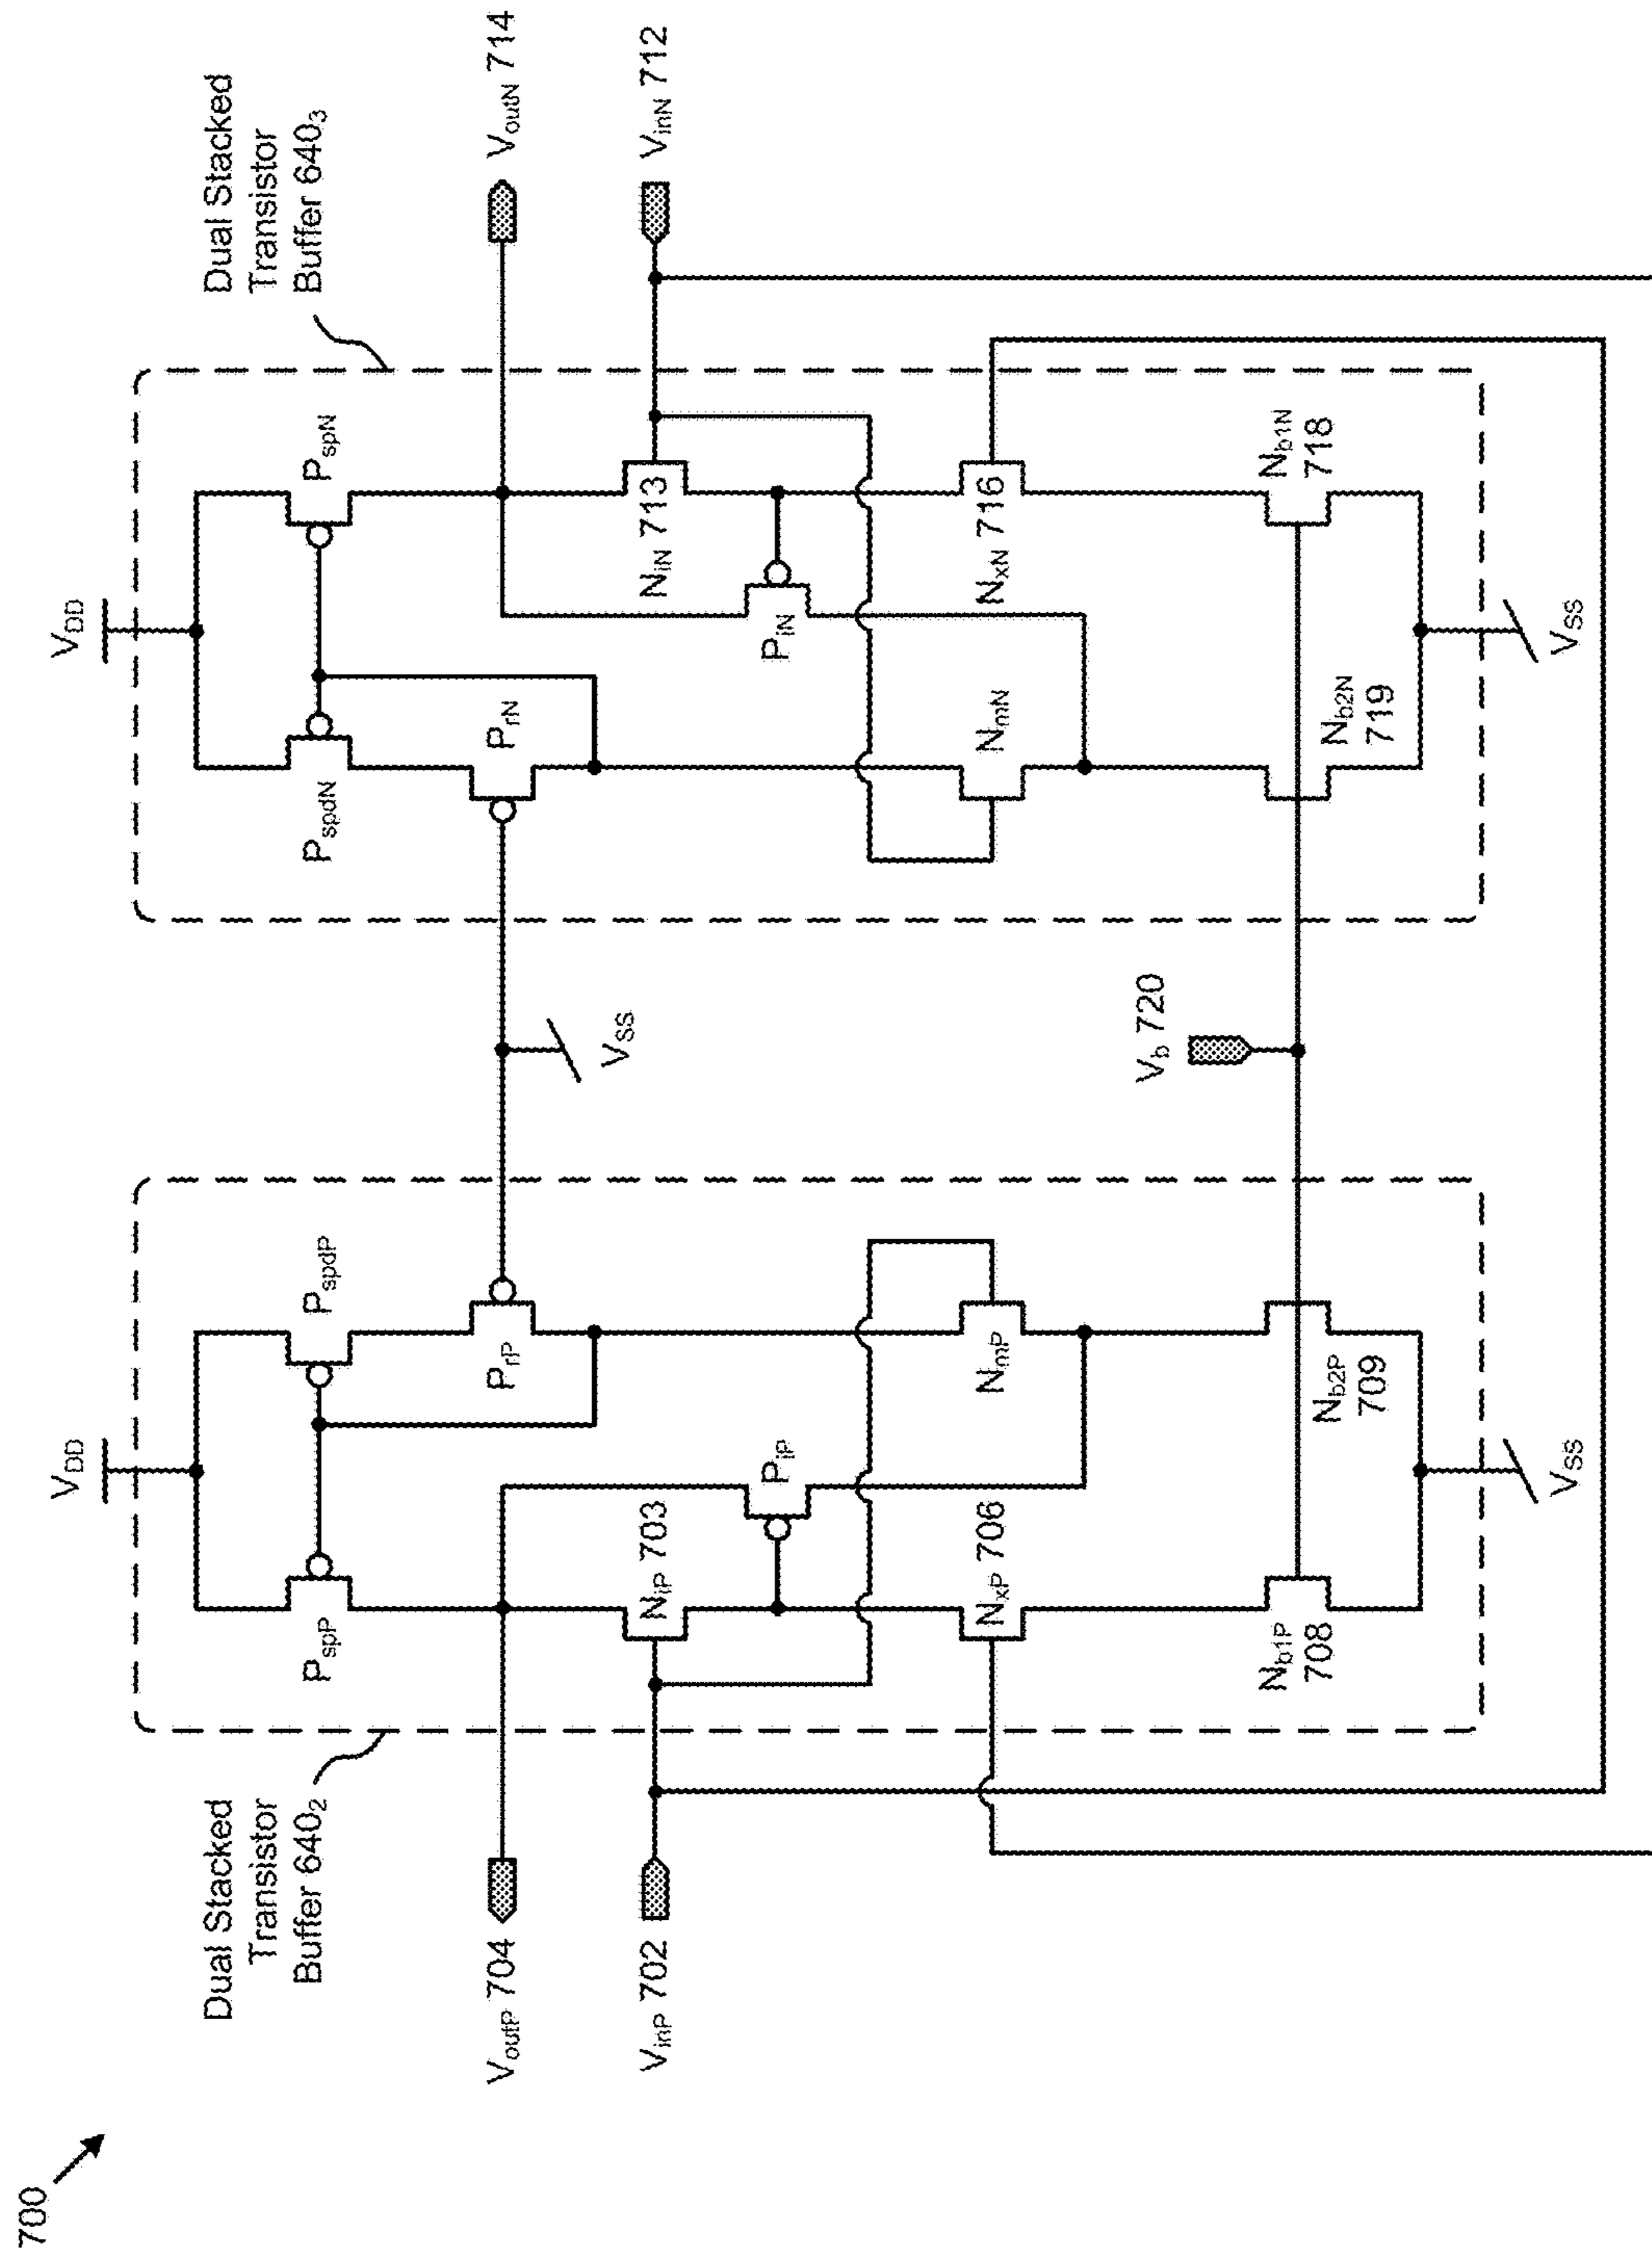 700
Dual Stacked
Transistor
Buffer 640₂
Dual Stacked
Transistor
Buffer 640₃
V_DD
V_DD
P_spP
P_spdP
P_spdN
P_spN
V_outP 704
P_rP
P_rN
V_outN 714
V_SS
V_inP 702
N_iP 703
N_iN 713
V_inN 712
P_iP
P_iN
N_xP 706
N_mP
N_mN
N_xN 716
V_b 720
N_b1P
708
N_b2P
709
N_b2N
719
N_b1N
718
V_SS
V_SS